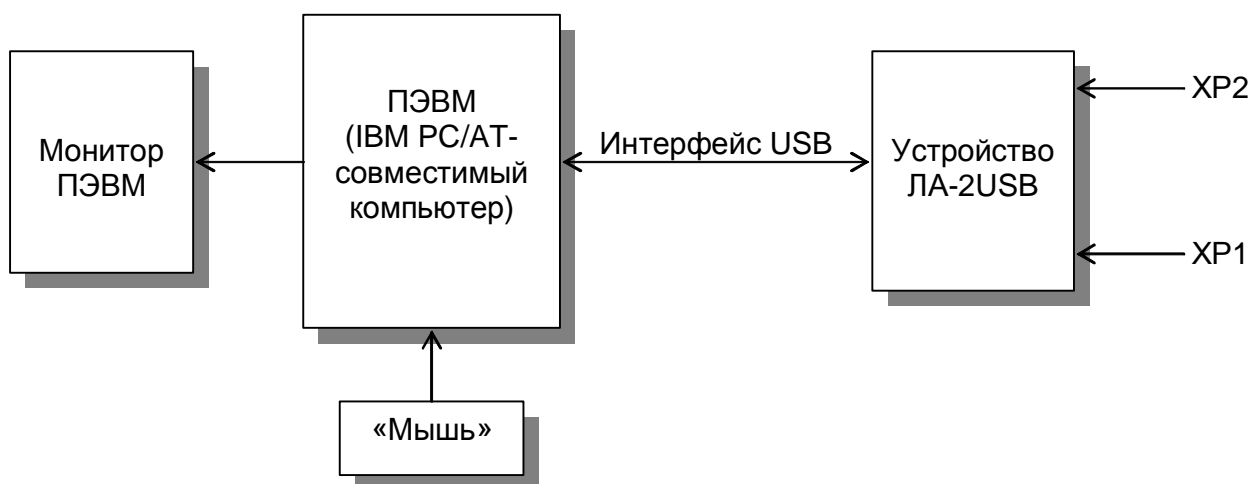 Монитор
ПЭВМ
ПЭВМ
(IBM PC/AT-
совместимый
компьютер)
Интерфейс USB
Устройство
ЛА-2USB
XP2
XP1
«Мышь»